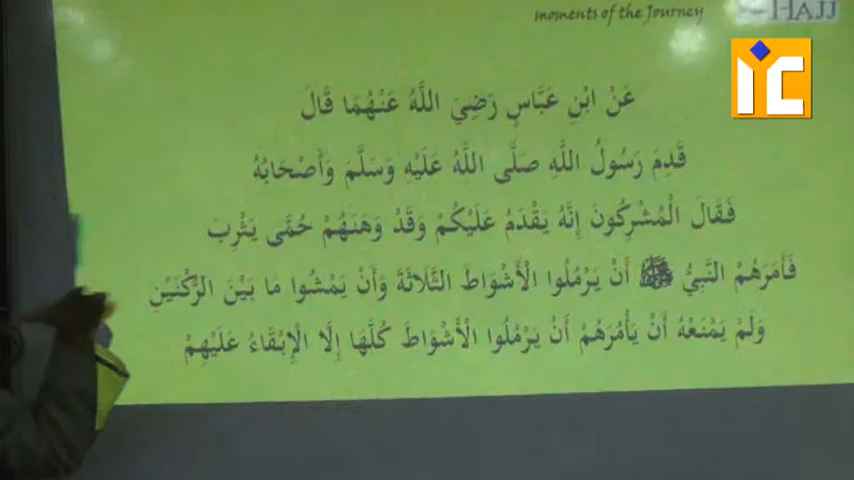 moments of the Journey
HAJJ
عَنْ ابْنِ عَبَّاسٍ رَضِيَ اللَّهُ عَنْهُمَا قَالَ
قَدِمَ رَسُولُ اللَّهِ صَلَّى اللَّهُ عَلَيْهِ وَسَلَّمَ وَأَصْحَابُهُ
فَقَالَ الْمُشْرِكُونَ إِنَّهُ يَقْدَمُ عَلَيْكُمْ وَقَدْ وَهَنَهُمْ حُمَّى يَثْرِبَ
فَأَمَرَهُمْ النَّبِيُّ ﷺ أَنْ يَرْمُلُوا الْأَشْوَاطَ الثَّلَاثَةَ وَأَنْ يَمْشُوا مَا بَيْنَ الرُّكْنَيْنِ
وَلَمْ يَمْنَعْهُ أَنْ يَأْمُرَهُمْ أَنْ يَرْمُلُوا الْأَشْوَاطَ كُلَّهَا إِلَّا الْإِبْقَاءُ عَلَيْهِمْ